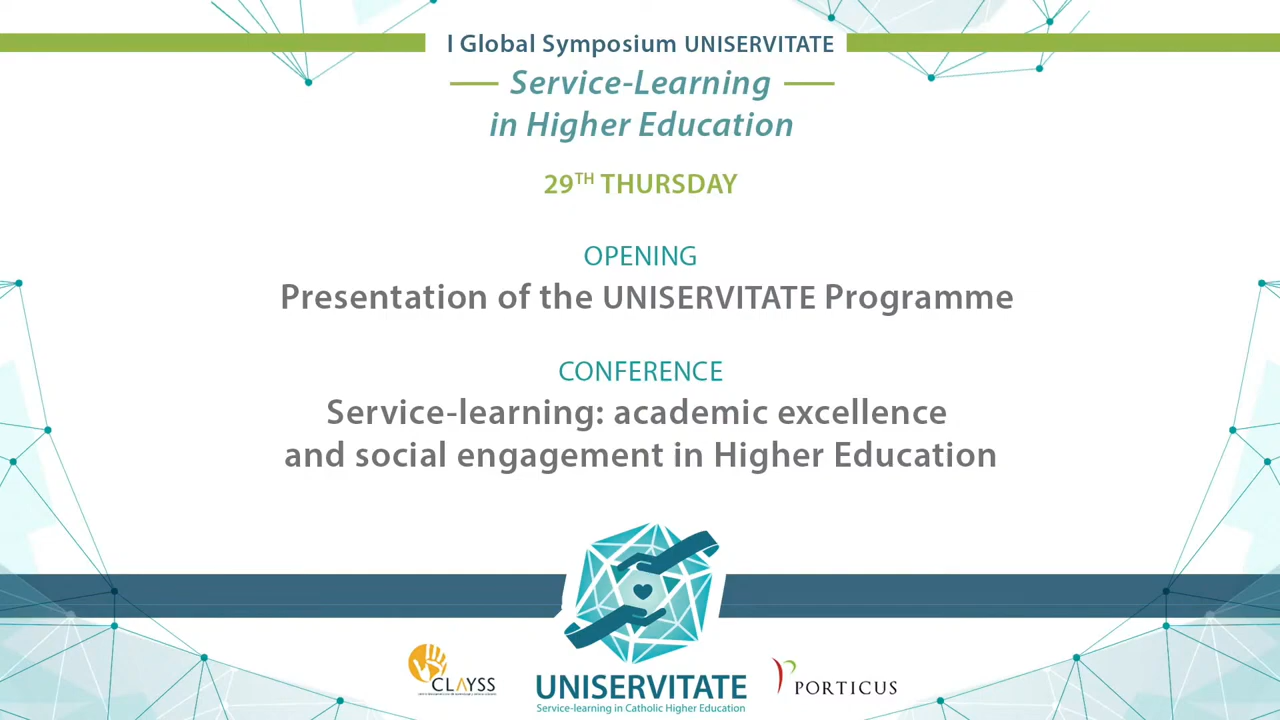 I Global Symposium UNISERVITATE
Service-Learning
in Higher Education
29TH THURSDAY
OPENING
Presentation of the UNISERVITATE Programme
CONFERENCE
Service-learning: academic excellence
and social engagement in Higher Education
CLAYSS
UNISERVITATE
Service-learning in Catholic Higher Education
PORTICUS